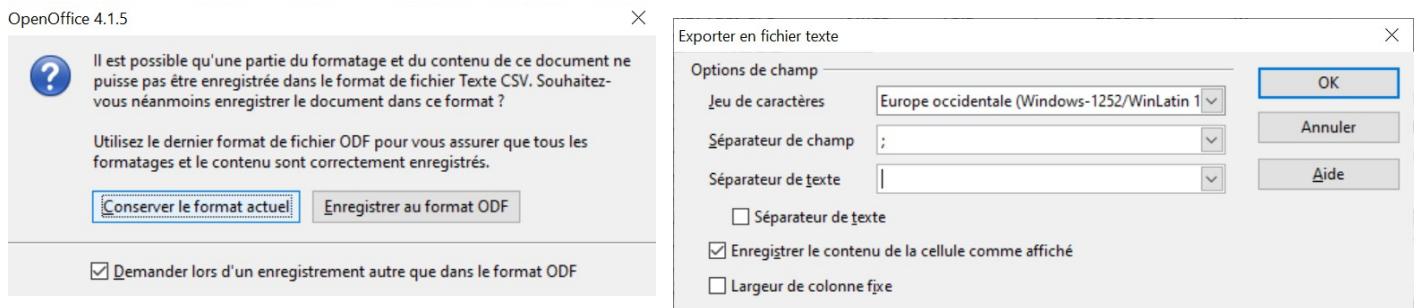 OpenOffice 4.1.5
Il est possible qu'une partie du formatage et du contenu de ce document ne
puisse pas être enregistrée dans le format de fichier Texte CSV. Souhaitez-
vous néanmoins enregistrer le document dans ce format ?
Utilisez le dernier format de fichier ODF pour vous assurer que tous les
formatages et le contenu sont correctement enregistrés.
Conserver le format actuel
Enregistrer au format ODF
Demander lors d'un enregistrement autre que dans le format ODF
Exporter en fichier texte
Options de champ
Jeu de caractères
Europe occidentale (Windows-1252/WinLatin 1
Séparateur de champ
;
Séparateur de texte
Séparateur de texte
Enregistrer le contenu de la cellule comme affiché
Largeur de colonne fixe
OK
Annuler
Aide